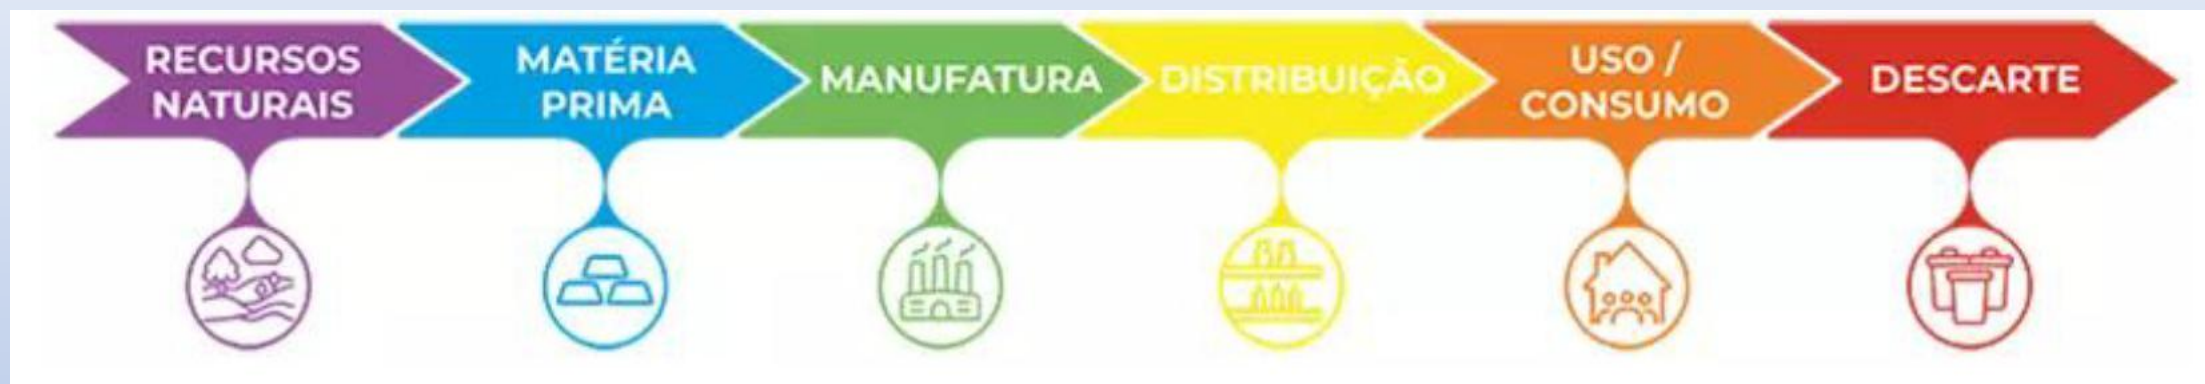 RECURSOS
NATURAIS
MATÉRIA
PRIMA
MANUFATURA
DISTRIBUIÇÃO
USO /
CONSUMO
DESCARTE